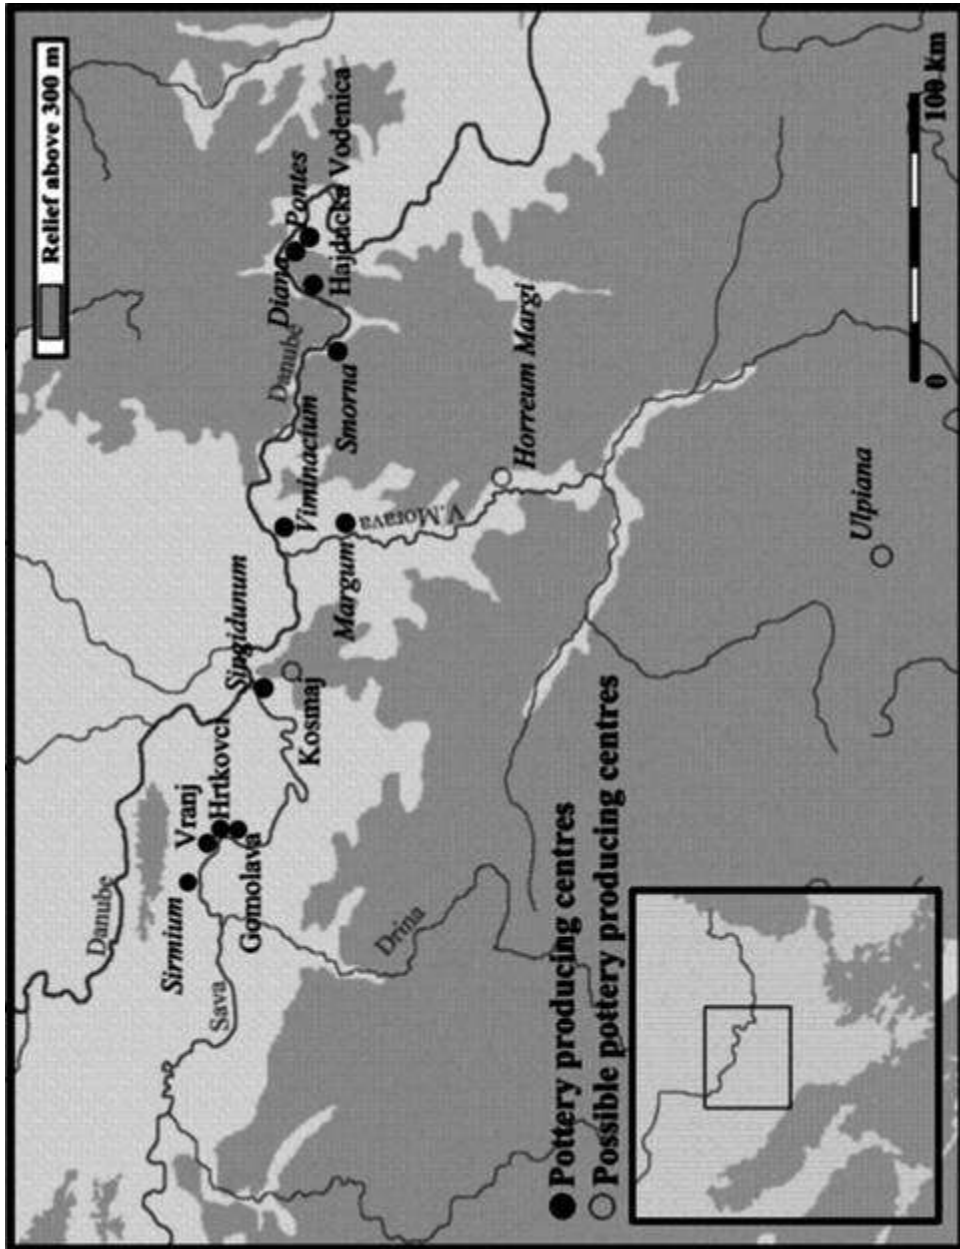 Relief above 300 m
Danube
Sirmium
Vranj
Hrtkovci
Gomolava
Sava
Drina
Singidunum
Kosmaj
Viminacium
Margum
V.Morava
Danube
Smorna
Diana
Pontes
Hajducka Vodenica
Horreum Margi
Ulpiana
Pottery producing centres
Possible pottery producing centres
0
100 km